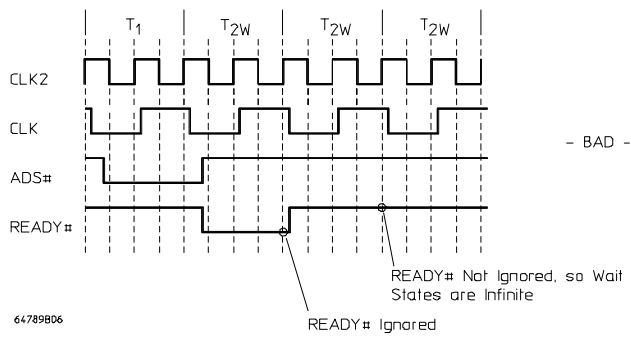 T1 T2W T2W T2W
CLK2
CLK
- BAD -
ADS#
READY#
READY# Not Ignored, so Wait
States are Infinite
64789B06
READY# Ignored